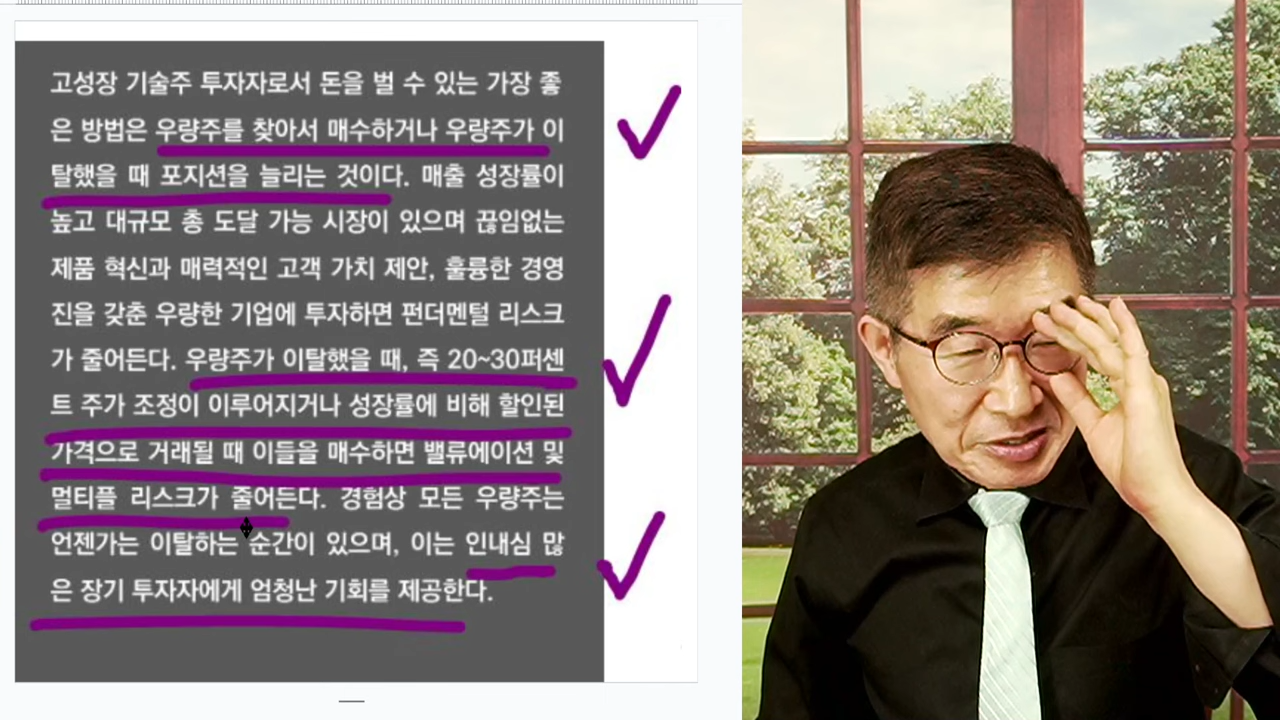 고성장 기술주 투자자로서 돈을 벌 수 있는 가장 좋
은 방법은 우량주를 찾아서 매수하거나 우량주가 이
탈했을 때 포지션을 늘리는 것이다. 매출 성장률이
높고 대규모 총 도달 가능 시장이 있으며 끊임없는
제품 혁신과 매력적인 고객 가치 제안, 훌륭한 경영
진을 갖춘 우량한 기업에 투자하면 펀더멘털 리스크
가 줄어든다. 우량주가 이탈했을 때, 즉 20~30퍼센
트 주가 조정이 이루어지거나 성장률에 비해 할인된
가격으로 거래될 때 이들을 매수하면 밸류에이션 및
멀티플 리스크가 줄어든다. 경험상 모든 우량주는
언젠가는 이탈하는 순간이 있으며, 이는 인내심 많
은 장기 투자자에게 엄청난 기회를 제공한다.